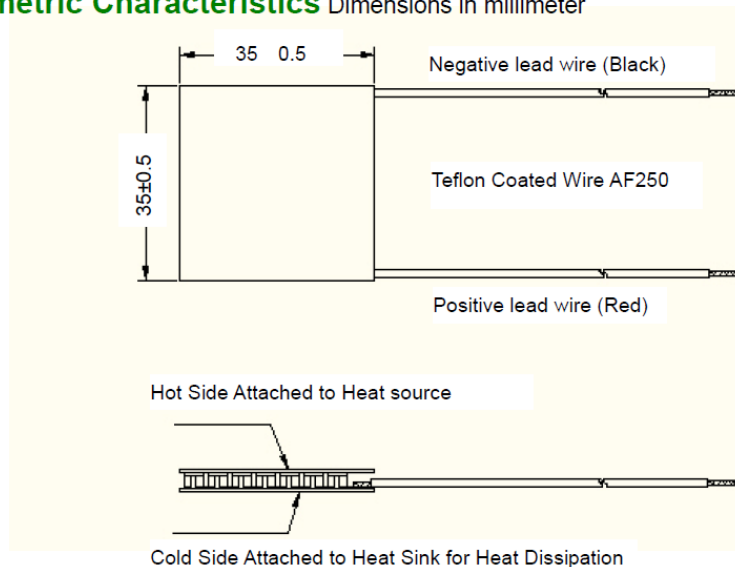 metric Characteristics Dimensions in millimeter
35 0.5
Negative lead wire (Black)
35±0.5
Teflon Coated Wire AF250
Positive lead wire (Red)
Hot Side Attached to Heat source
Cold Side Attached to Heat Sink for Heat Dissipation